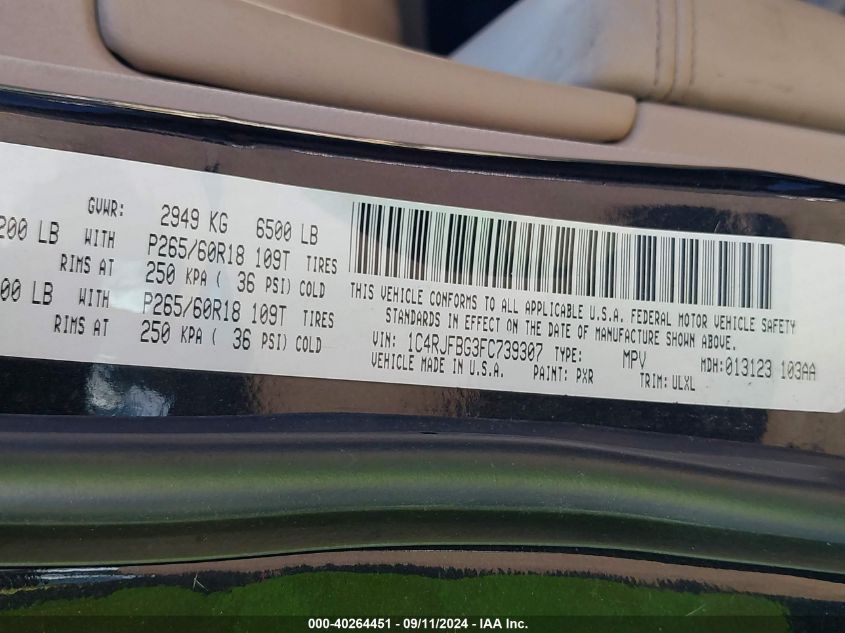 GVWR: 2949 KG 6500 LB
200 LB WITH P265/60R18 109T TIRES
RIMS AT 250 KPA ( 36 PSI) COLD
00 LB WITH P265/60R18 109T TIRES
RIMS AT 250 KPA ( 36 PSI) COLD
THIS VEHICLE CONFORMS TO ALL APPLICABLE U.S.A. FEDERAL MOTOR VEHICLE SAFETY
STANDARDS IN EFFECT ON THE DATE OF MANUFACTURE SHOWN ABOVE.
VIN: 1C4RJFBG3FC739307 TYPE: MPV MDH:013123 103AA
VEHICLE MADE IN U.S.A. PAINT: PXR TRIM: ULXL
000-40264451 - 09/11/2024 - IAA Inc.